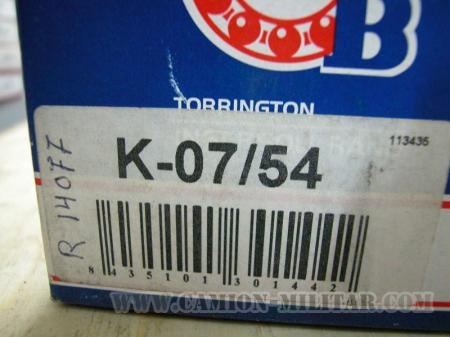 B
TORRINGTON
K-07/54
113435
R 14077
8 435101 301442
WWW.CAMION-MILITAR.COM